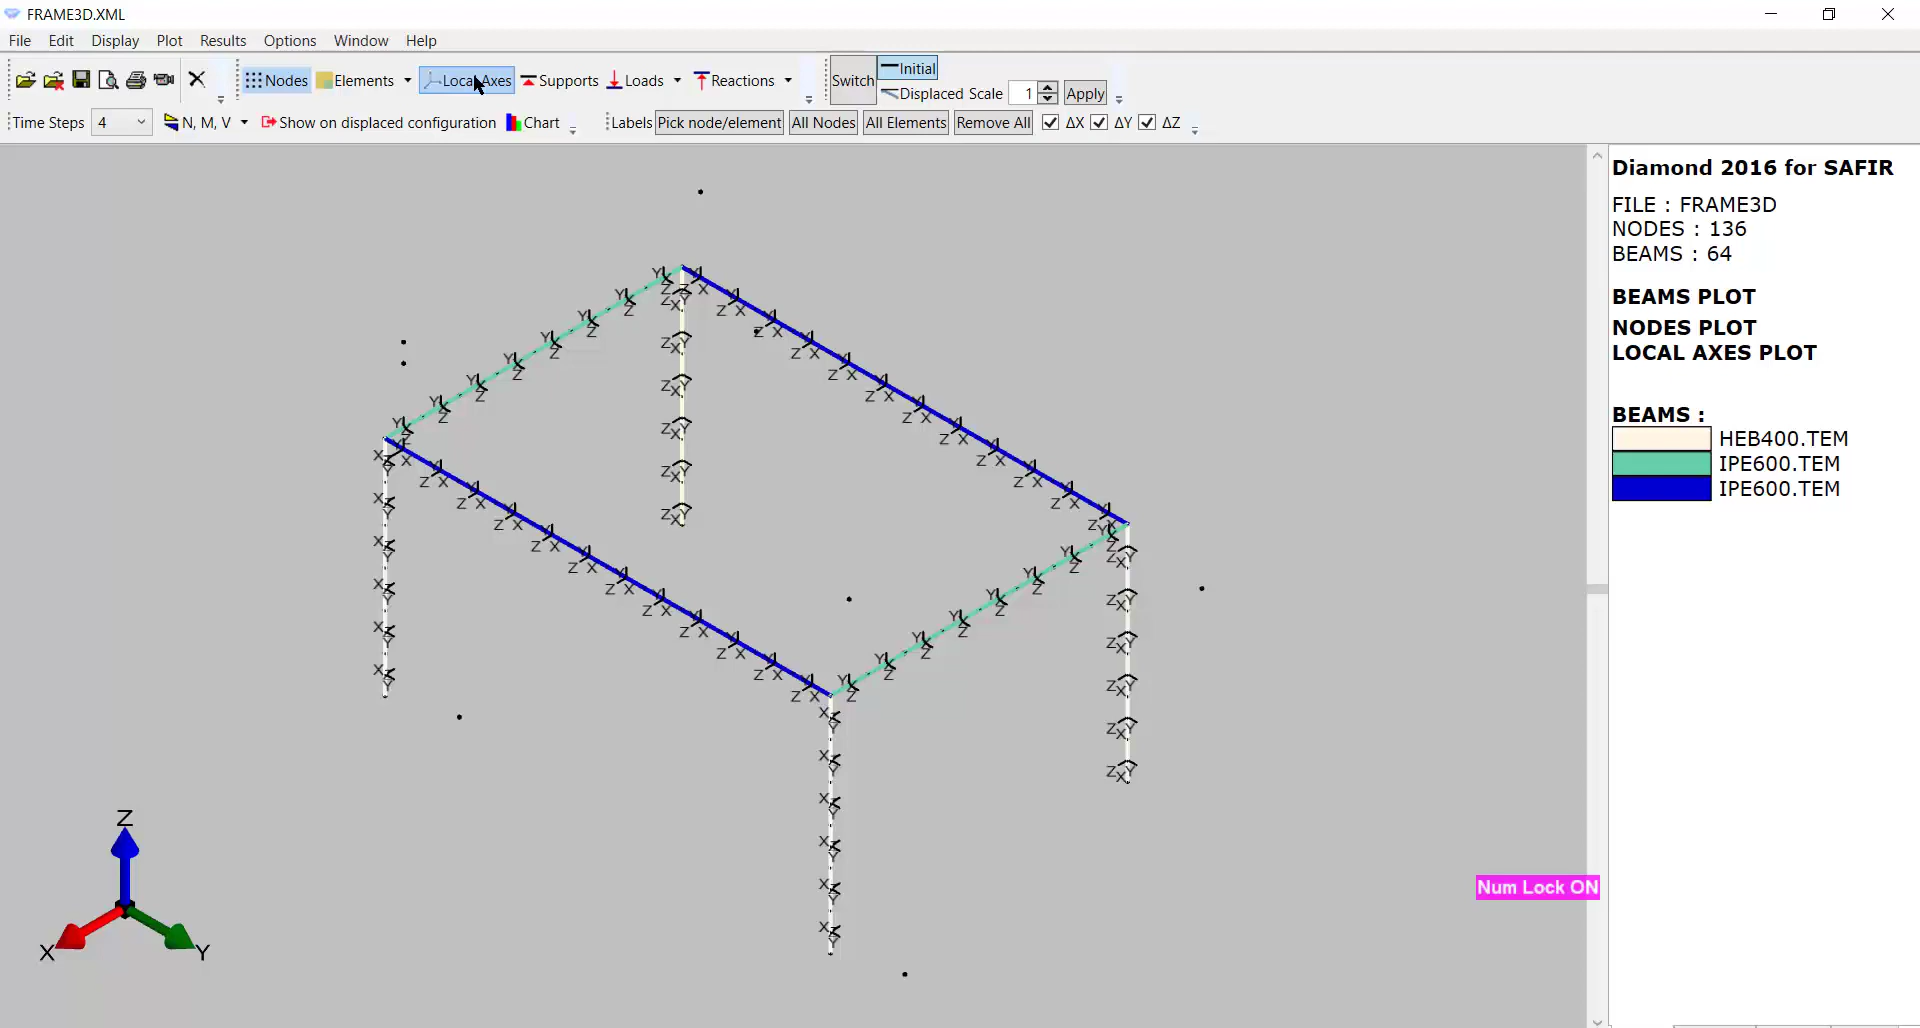 FRAME3D.XML
File Edit Display Plot Results Options Window Help
Nodes Elements Local Axes Supports Loads Reactions Switch Initial
Displaced Scale 1 Apply
Time Steps 4 N, M, V Show on displaced configuration Chart Labels Pick node/element All Nodes All Elements Remove All ΔX ΔY ΔZ
Diamond 2016 for SAFIR
FILE : FRAME3D
NODES : 136
BEAMS : 64
BEAMS PLOT
NODES PLOT
LOCAL AXES PLOT
BEAMS :
HEB400.TEM
IPE600.TEM
IPE600.TEM
Z
X
Y
Num Lock ON